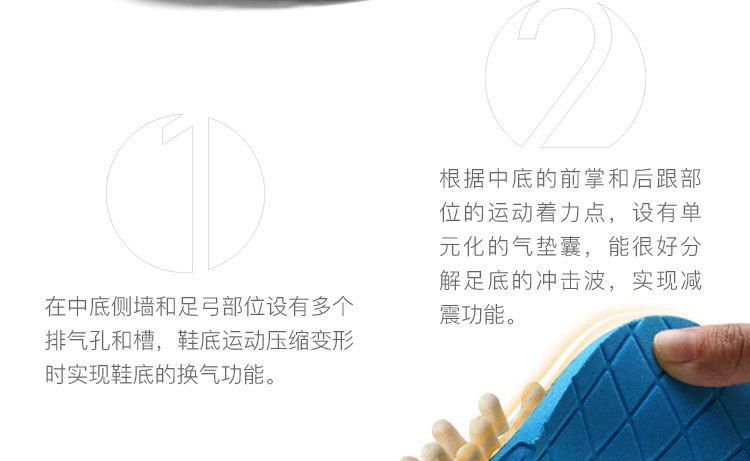 1
在中底侧墙和足弓部位设有多个
排气孔和槽，鞋底运动压缩变形
时实现鞋底的换气功能。
2
根据中底的前掌和后跟部
位的运动着力点，设有单
元化的气垫囊，能很好分
解足底的冲击波，实现减
震功能。